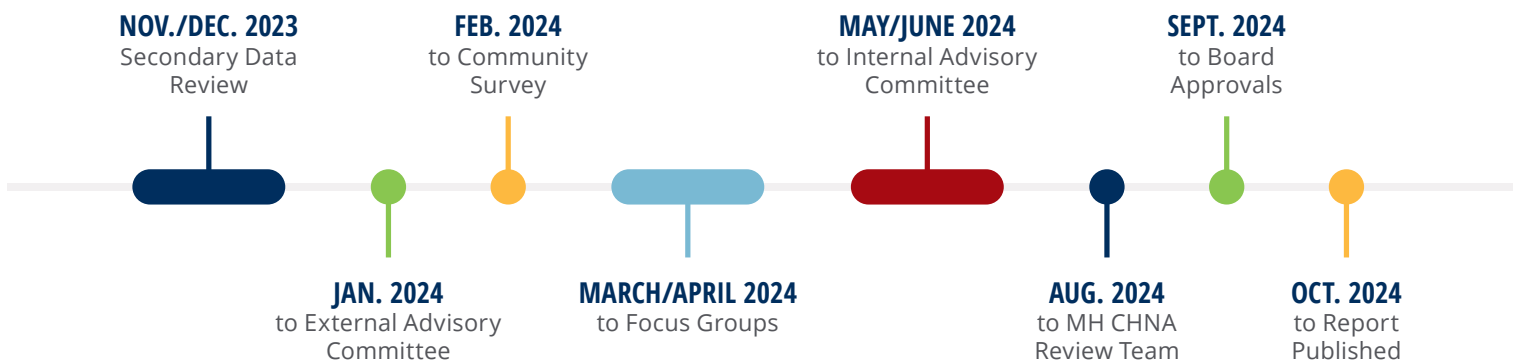 NOV./DEC. 2023
Secondary Data
Review
JAN. 2024
to External Advisory
Committee
FEB. 2024
to Community
Survey
MARCH/APRIL 2024
to Focus Groups
MAY/JUNE 2024
to Internal Advisory
Committee
AUG. 2024
to MH CHNA
Review Team
SEPT. 2024
to Board
Approvals
OCT. 2024
to Report
Published